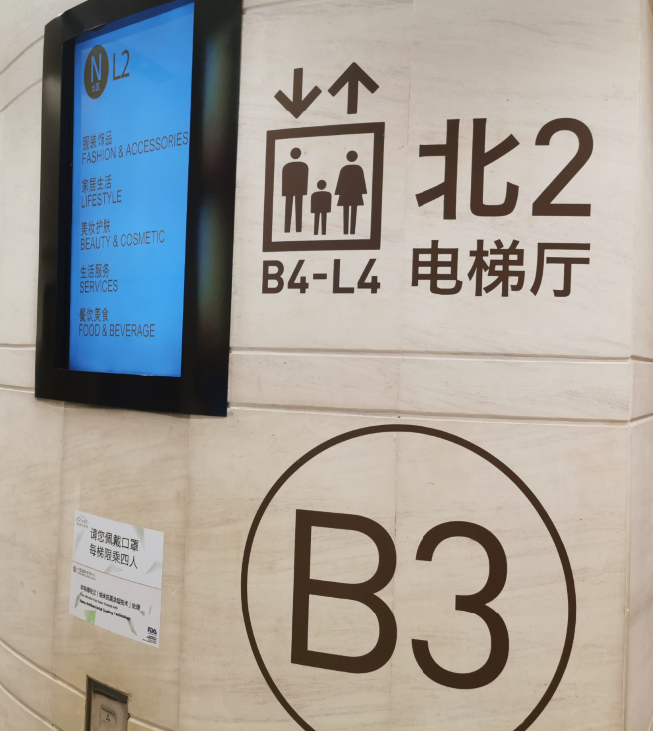 N L2
北区
服装饰品
FASHION & ACCESSORIES
家居生活
LIFESTYLE
美妆护肤
BEAUTY & COSMETIC
生活服务
SERVICES
餐饮美食
FOOD & BEVERAGE
北2
电梯厅
B4-L4
B3
请您佩戴口罩
每梯限乘四人